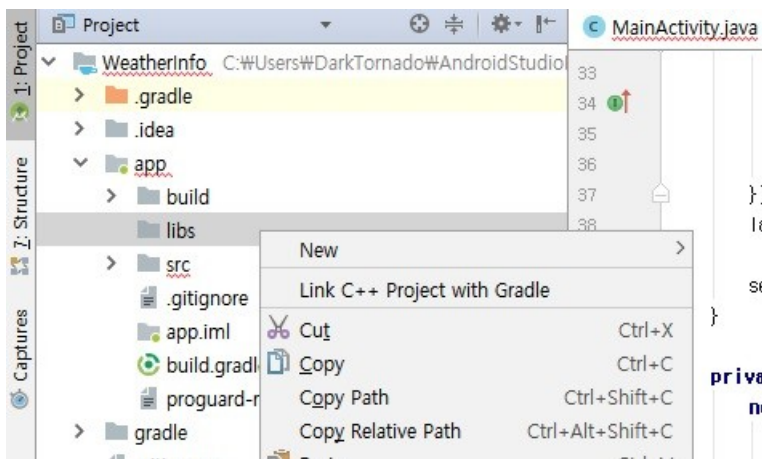 1: Project
7: Structure
Captures
Project
WeatherInfo C:₩Users₩DarkTornado₩AndroidStudio
.gradle
.idea
app
build
libs
src
.gitignore
app.iml
build.gradl
proguard-r
gradle
New
Link C++ Project with Gradle
Cut Ctrl+X
Copy Ctrl+C
Copy Path Ctrl+Shift+C
Copy Relative Path Ctrl+Alt+Shift+C
MainActivity.java
33
34
35
36
37
38
}
priva